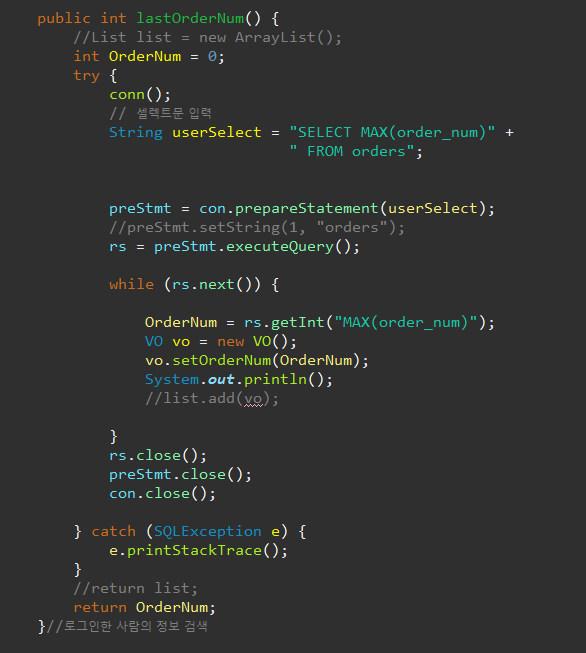 public int lastOrderNum() {
//List list = new ArrayList();
int OrderNum = 0;
try {
conn();
// 셀렉트문 입력
String userSelect = "SELECT MAX(order_num)" +
" FROM orders";
preStmt = con.prepareStatement(userSelect);
//preStmt.setString(1, "orders");
rs = preStmt.executeQuery();
while (rs.next()) {
OrderNum = rs.getInt("MAX(order_num)");
VO vo = new VO();
vo.setOrderNum(OrderNum);
System.out.println();
//list.add(vo);
}
rs.close();
preStmt.close();
con.close();
} catch (SQLException e) {
e.printStackTrace();
}
//return list;
return OrderNum;
}//로그인한 사람의 정보 검색